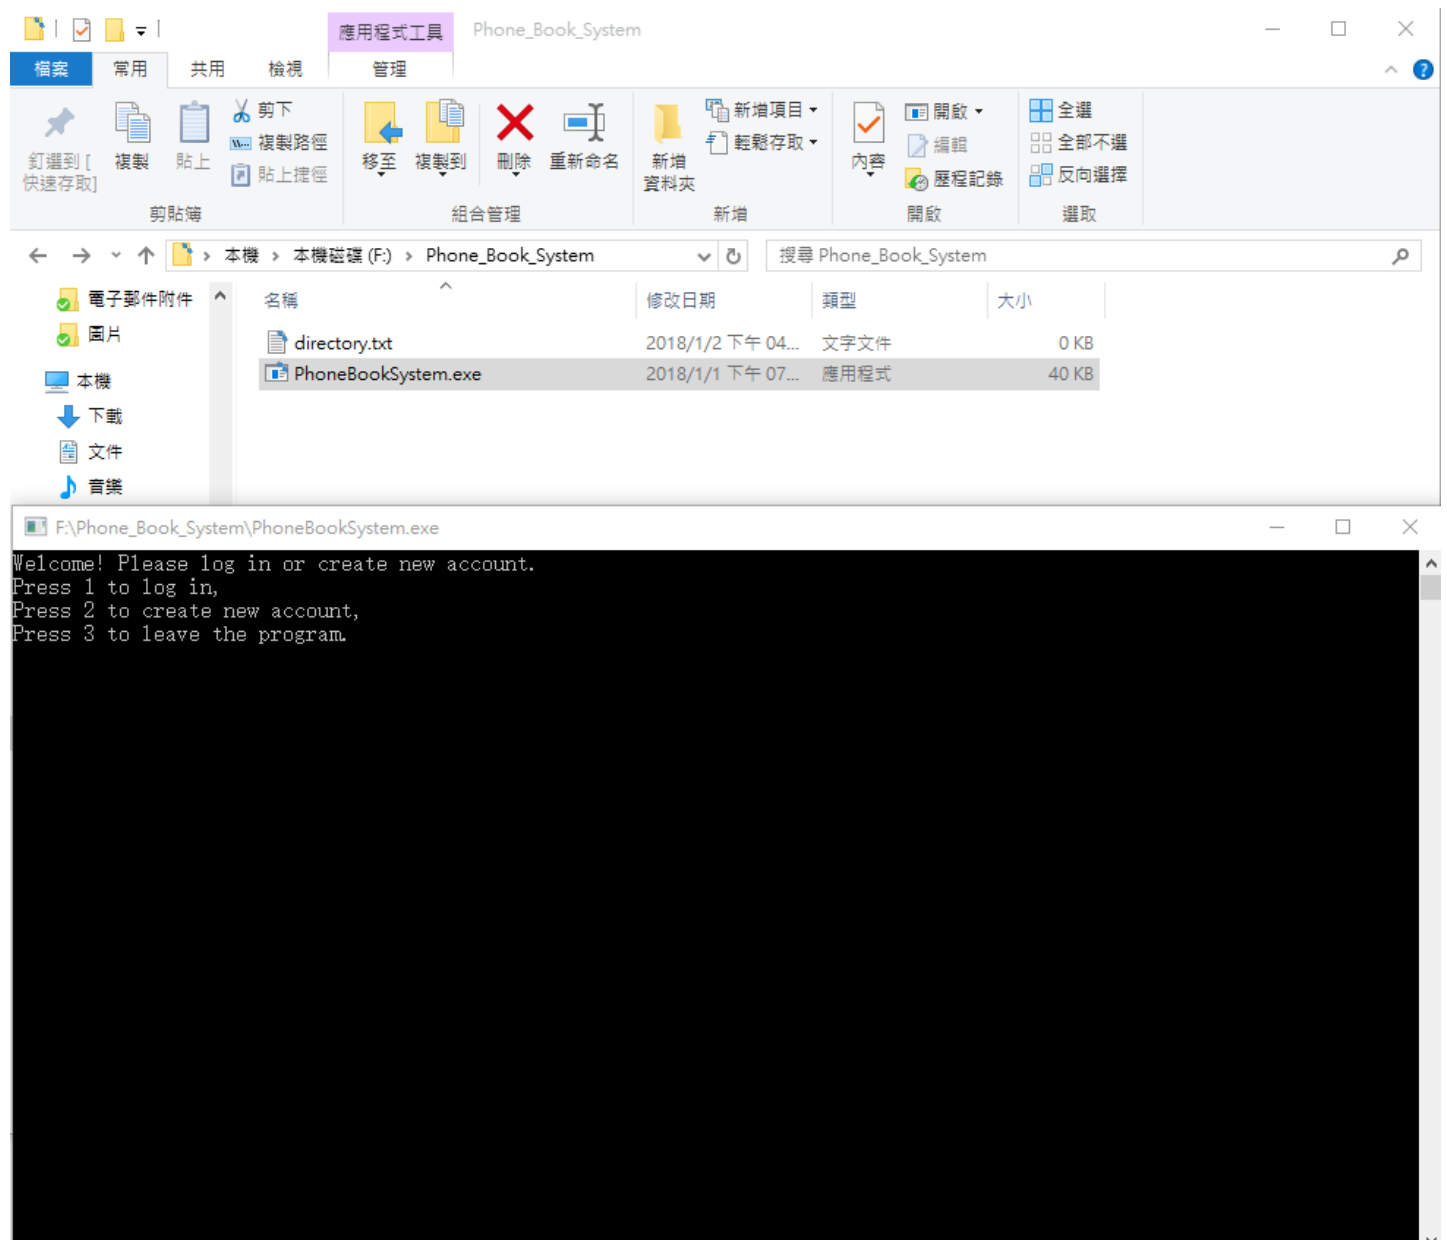 應用程式工具 Phone_Book_System
檔案 常用 共用 檢視 管理
釘選到 [快速存取]
複製
貼上
剪下
複製路徑
貼上捷徑
剪貼簿
移至
複製到
刪除
重新命名
組合管理
新增資料夾
新增項目
輕鬆存取
新增
內容
開啟
編輯
歷程記錄
開啟
全選
全部不選
反向選擇
選取
本機 › 本機磁碟 (F:) › Phone_Book_System
搜尋 Phone_Book_System
電子郵件附件
圖片
本機
下載
文件
音樂
名稱 修改日期 類型 大小
directory.txt 2018/1/2 下午 04... 文字文件 0 KB
PhoneBookSystem.exe 2018/1/1 下午 07... 應用程式 40 KB
F:\Phone_Book_System\PhoneBookSystem.exe
Welcome! Please log in or create new account.
Press 1 to log in,
Press 2 to create new account,
Press 3 to leave the program.